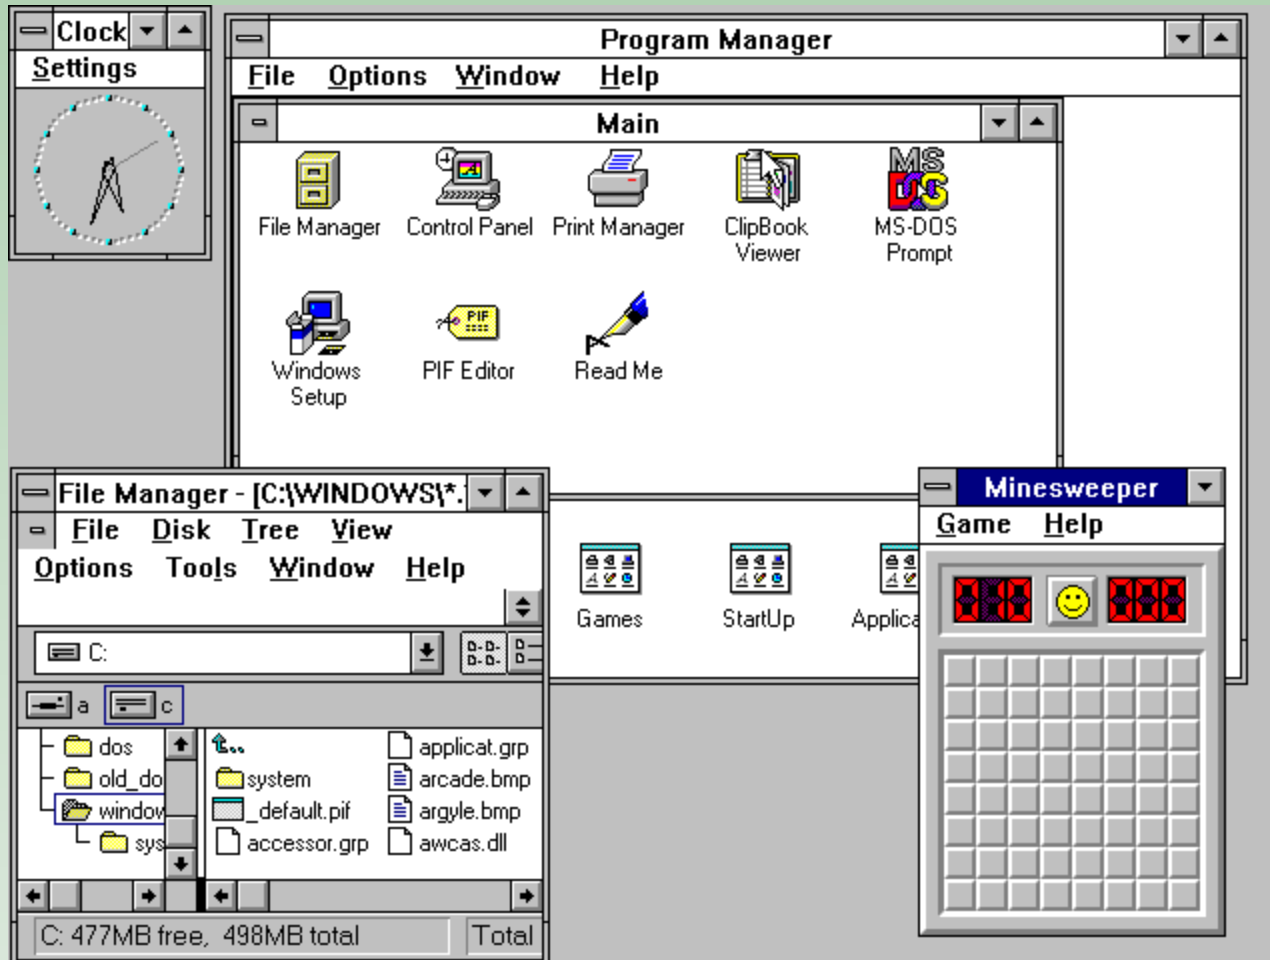 Clock
Settings
Program Manager
File Options Window Help
Main
File Manager
Control Panel
Print Manager
ClipBook
Viewer
MS-DOS
Prompt
MS
DOS
Windows
Setup
PIF
PIF Editor
Read Me
File Manager - [C:\WINDOWS\*.
File Disk Tree View
Options Tools Window Help
C:
a c
dos
old_do
window
sys
system
_default.pif
accessor.grp
applicat.grp
arcade.bmp
argyle.bmp
awcas.dll
C: 477MB free, 498MB total
Total
Games
StartUp
Applica
Minesweeper
Game Help